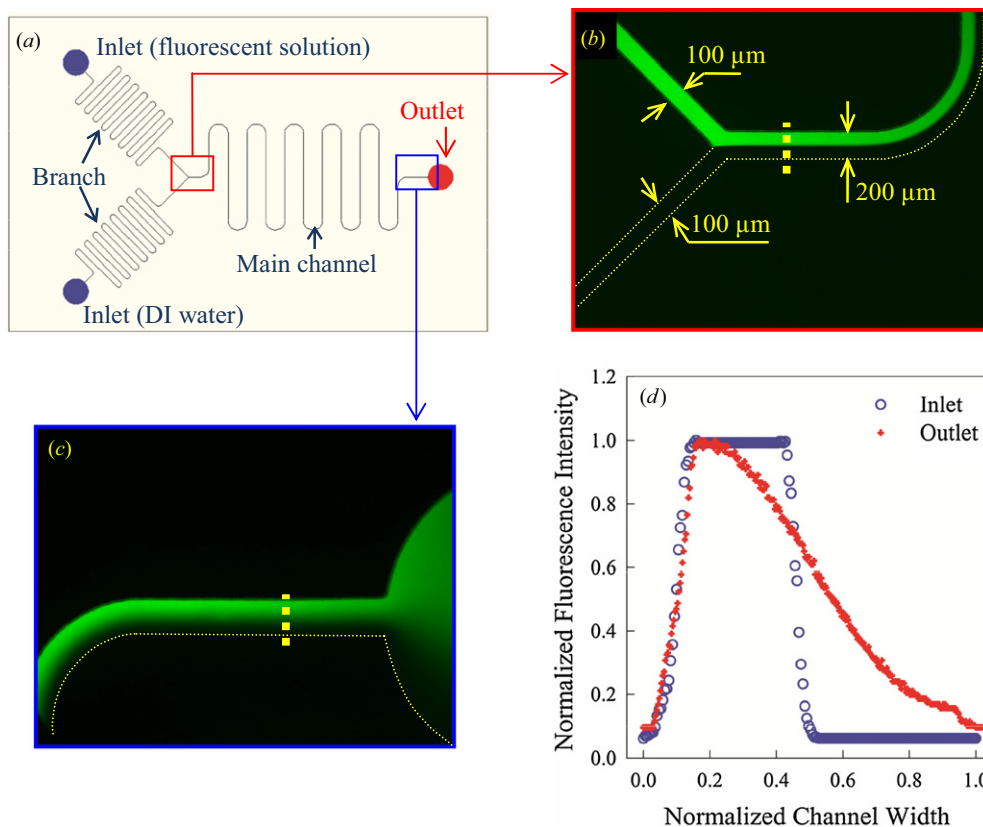 (a)
Inlet (fluorescent solution)
Branch
Outlet
Main channel
Inlet (DI water)
(b)
100 µm
200 µm
100 µm
(c)
(d)
Normalized Fluorescence Intensity
1.2
1.0
0.8
0.6
0.4
0.2
0.0
Inlet
Outlet
0.0 0.2 0.4 0.6 0.8
Normalized Channel Width